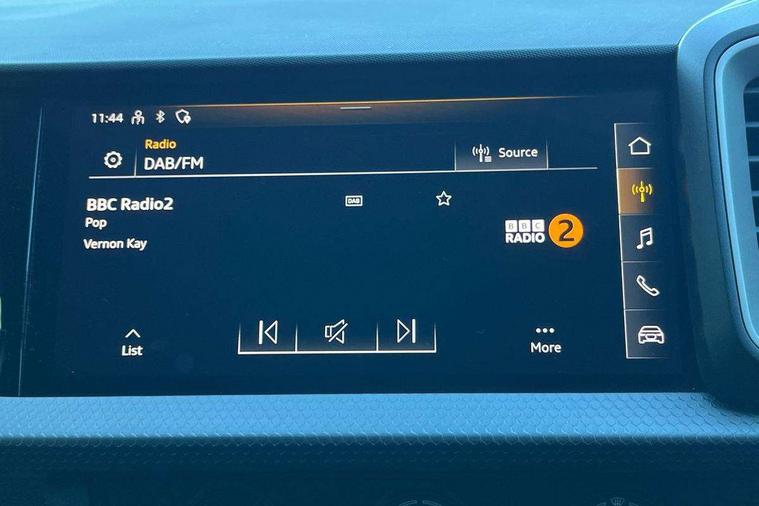 11:44
Radio
DAB/FM
Source
BBC Radio2
DAB
Pop
Vernon Kay
BBC
RADIO 2
List
More